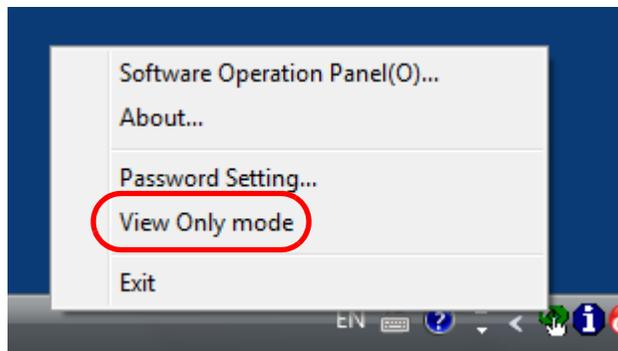 Software Operation Panel(O)...
About...
Password Setting...
View Only mode
Exit
EN